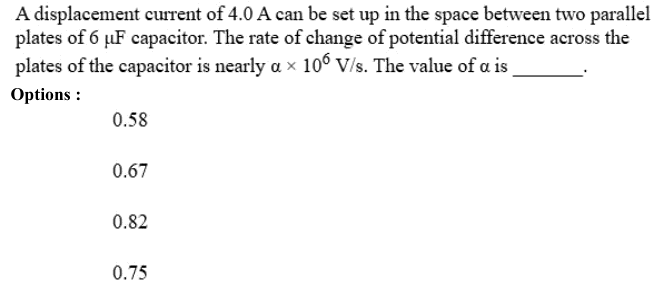 A displacement current of 4.0 A can be set up in the space between two parallel
plates of 6 μF capacitor. The rate of change of potential difference across the
plates of the capacitor is nearly α × 10⁶ V/s. The value of α is _______.
Options :
0.58
0.67
0.82
0.75